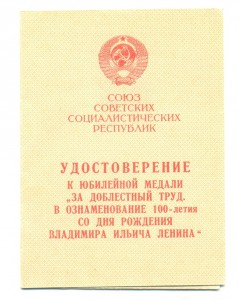 СОЮЗ
СОВЕТСКИХ
СОЦИАЛИСТИЧЕСКИХ
РЕСПУБЛИК
УДОСТОВЕРЕНИЕ
К ЮБИЛЕЙНОЙ МЕДАЛИ
„ЗА ДОБЛЕСТНЫЙ ТРУД.
В ОЗНАМЕНОВАНИЕ 100-летия
СО ДНЯ РОЖДЕНИЯ
ВЛАДИМИРА ИЛЬИЧА ЛЕНИНА“